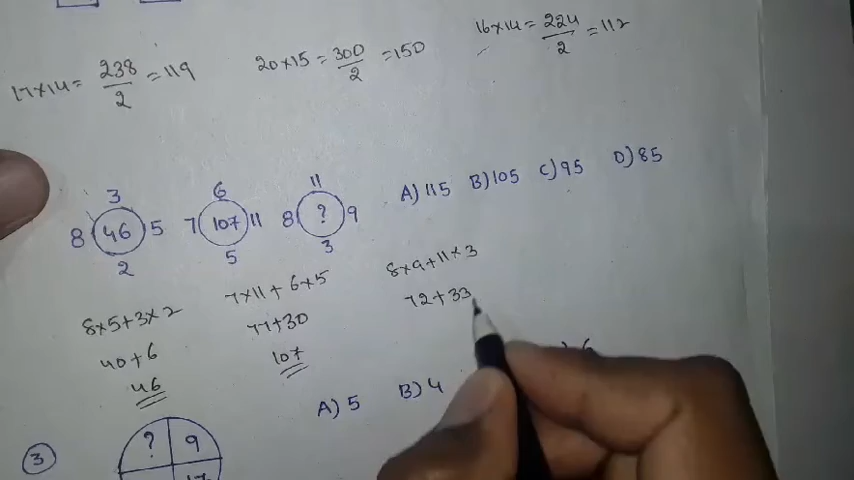 17x14= 238/2 =119
20x15 = 300/2 =150
16x14= 224/2 =112
3
8 46 5
2
6
7 107 11
5
11
8 ? 9
3
A) 115 B) 105 C) 95 D) 85
8x5+3x2
40+6
46
7x11+6x5
77+30
107
8x9+11x3
72+33
A) 5 B) 4
3
? 9